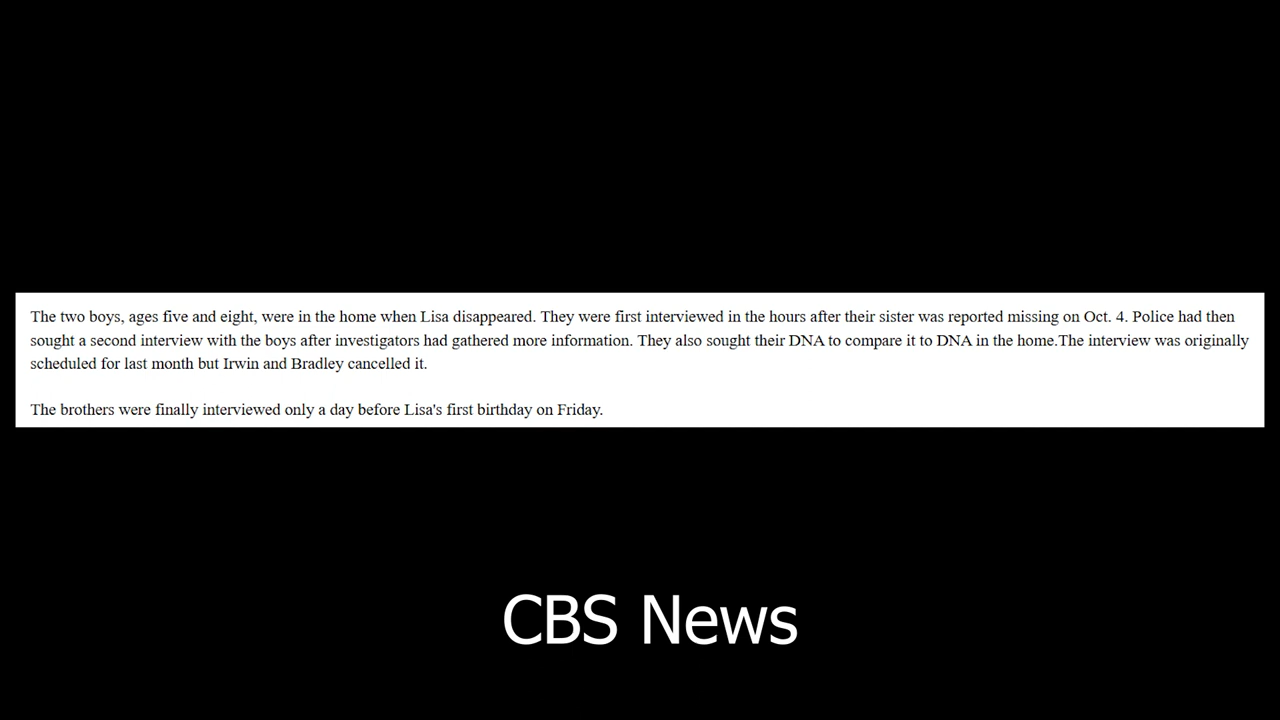 The two boys, ages five and eight, were in the home when Lisa disappeared. They were first interviewed in the hours after their sister was reported missing on Oct. 4. Police had then
sought a second interview with the boys after investigators had gathered more information. They also sought their DNA to compare it to DNA in the home.The interview was originally
scheduled for last month but Irwin and Bradley cancelled it.
The brothers were finally interviewed only a day before Lisa's first birthday on Friday.
CBS News